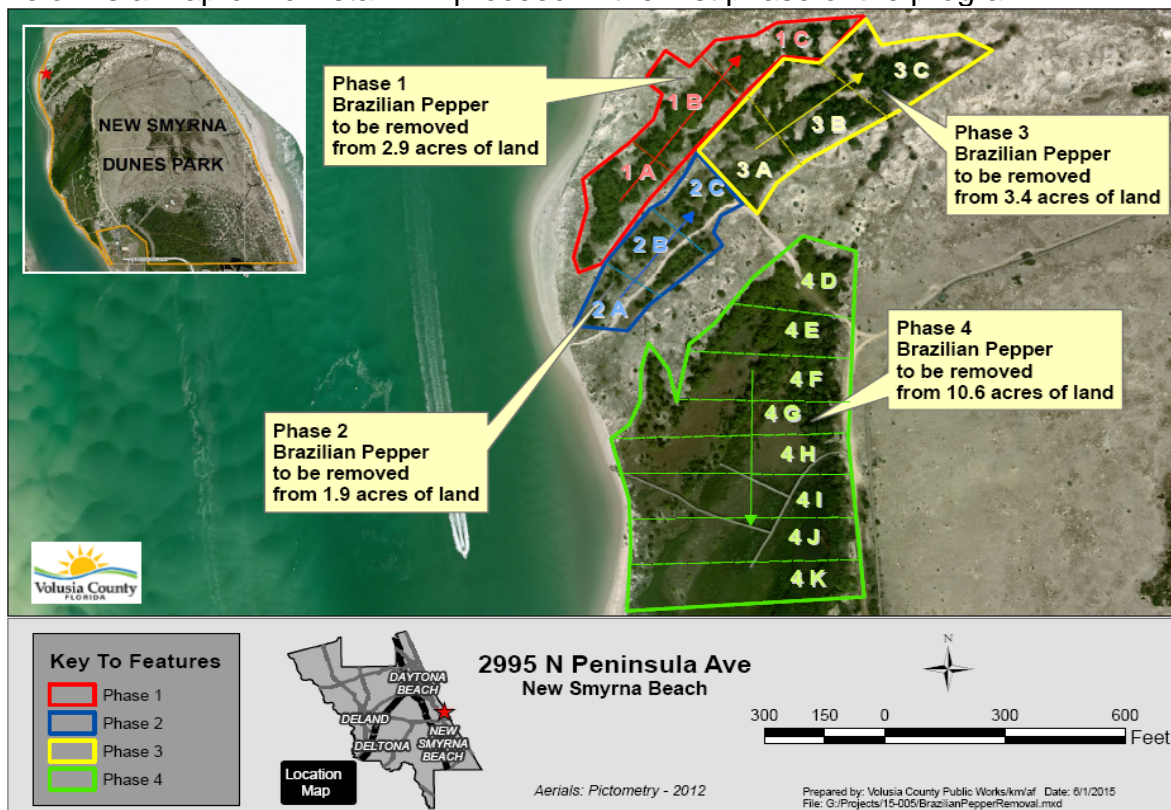 NEW SMYRNA
DUNES PARK
Phase 1
Brazilian Pepper
to be removed
from 2.9 acres of land
1 C
1 B
1 A
3 C
3 B
3 A
2 C
2 B
2 A
Phase 3
Brazilian Pepper
to be removed
from 3.4 acres of land
4 D
4 E
4 F
4 G
4 H
4 I
4 J
4 K
Phase 4
Brazilian Pepper
to be removed
from 10.6 acres of land
Phase 2
Brazilian Pepper
to be removed
from 1.9 acres of land
Volusia County
FLORIDA
Key To Features
Phase 1
Phase 2
Phase 3
Phase 4
DAYTONA
BEACH
DELAND
DELTONA
NEW
SMYRNA
BEACH
Location
Map
2995 N Peninsula Ave
New Smyrna Beach
Aerials: Pictometry - 2012
N
300 150 0 300 600
Feet
Prepared by: Volusia County Public Works/km/af Date: 6/1/2015
File: G:/Projects/15-005/BrazilianPepperRemoval.mxd